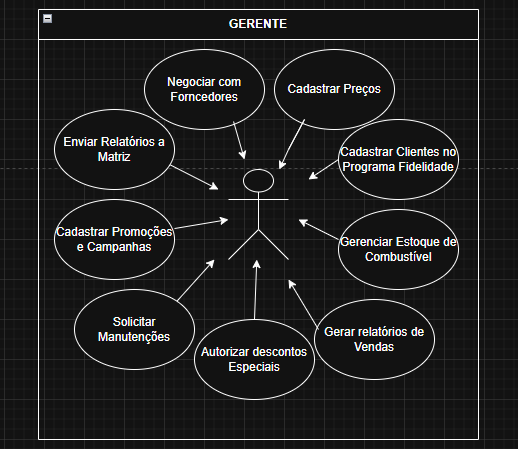 GERENTE
Negociar com
Forncedores
Cadastrar Preços
Enviar Relatórios a
Matriz
Cadastrar Clientes no
Programa Fidelidade
Cadastrar Promoções
e Campanhas
Gerenciar Estoque de
Combustível
Solicitar
Manutenções
Autorizar descontos
Especiais
Gerar relatórios de
Vendas